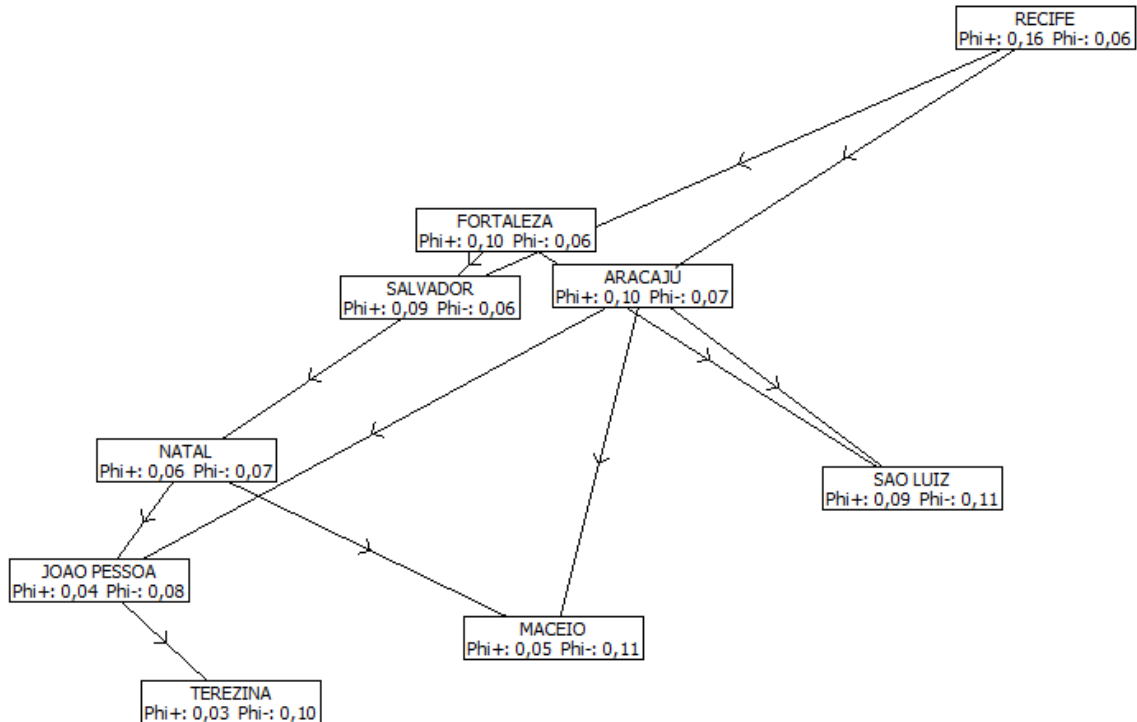 RECIFE
Phi+: 0,16 Phi-: 0,06
FORTALEZA
Phi+: 0,10 Phi-: 0,06
ARACAJÚ
Phi+: 0,10 Phi-: 0,07
SALVADOR
Phi+: 0,09 Phi-: 0,06
NATAL
Phi+: 0,06 Phi-: 0,07
SAO LUIZ
Phi+: 0,09 Phi-: 0,11
JOAO PESSOA
Phi+: 0,04 Phi-: 0,08
MACEIO
Phi+: 0,05 Phi-: 0,11
TEREZINA
Phi+: 0,03 Phi-: 0,10